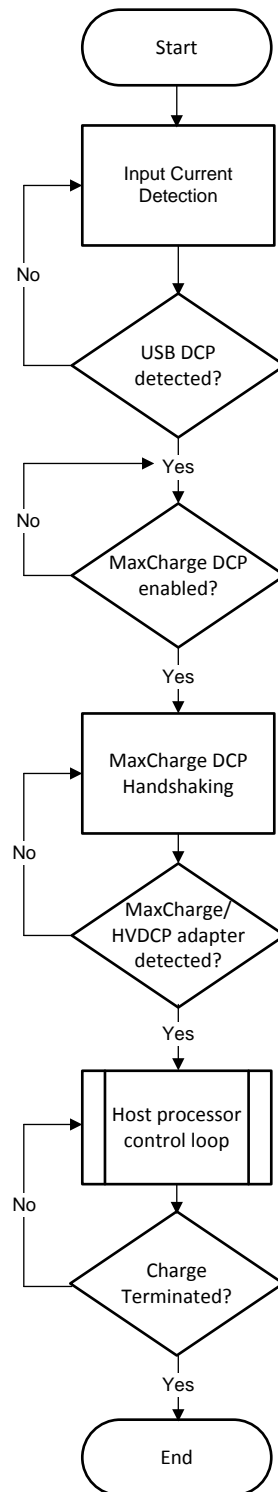 Start
Input Current
Detection
No
USB DCP
detected?
Yes
No
MaxCharge DCP
enabled?
Yes
MaxCharge DCP
Handshaking
No
MaxCharge/
HVDCP adapter
detected?
Yes
Host processor
control loop
No
Charge
Terminated?
Yes
End